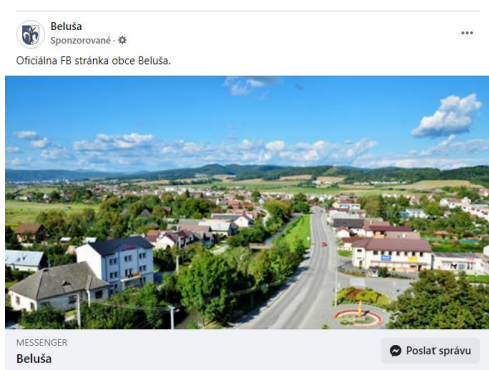 Beluša
Sponzorované ·
Oficiálna FB stránka obce Beluša.
MESSENGER
Beluša
Poslať správu